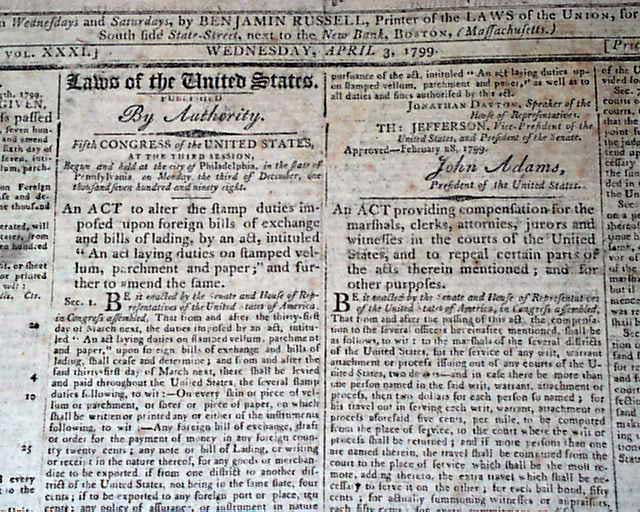 Wednesdays and Saturdays, by BENJAMIN RUSSELL, Printer of the LAWS of the UNION, for
South side State-Street, next to the New Bank, BOSTON, (Massachusetts.)
VOL. XXXI.]
WEDNESDAY, APRIL 3, 1799.
Laws of the United States.
PUBLISHED
By Authority.
Fifth CONGRESS of the UNITED STATES,
AT THE THIRD SESSION,
Begun and held at the city of Philadelphia, in the state of
Pennsylvania on Monday, the third of December, one
thousand seven hundred and ninety eight.
An ACT to alter the stamp duties im-
posed upon foreign bills of exchange
and bills of lading, by an act, intituled
"An act laying duties on stamped vel-
lum, parchment and paper;" and fur-
ther to amend the same.
Sec. 1. BE it enacted by the Senate and House of Rep-
resentatives of the United States of America,
in Congress assembled, That from and after the thirty-first
day of March next, the duties imposed by an act, intitu-
led "An act laying duties on stamped vellum, parchment
and paper," upon foreign bills of exchange and bills of
lading, shall cease and determine; and from and after the
said thirty-first day of March next, there shall be levied
and paid throughout the United States, the several stamp
duties following, to wit:—On every skin or piece of vel-
lum or parchment, or sheet or piece of paper, on which
shall be written or printed any or either of the instruments
following, to wit:—Any foreign bill of exchange, draft
or order for the payment of money in any foreign coun-
try twenty cents; any note or bill of Lading, or writing
or receipt in the nature thereof, for any goods or merchan-
dize to be exported if from one district to another dis-
trict of the United States, not being in the same state, four
cents; if to be exported to any foreign port or place, ten
cents; any policy of assurance, or instrument in nature
pursuance of the act, intituled "An act laying duties up-
on stamped vellum, parchment and paper," as well as to
all duties and fines authorised by this act.
JONATHAN DAYTON, Speaker of the
House of Representatives.
TH: JEFFERSON, Vice-President of the
United States, and President of the Senate.
Approved—February 28, 1799.
John Adams,
President of the United States.
An ACT providing compensation for the
marshals, clerks, attornies, jurors and
witnesses in the courts of the United
States, and to repeal certain parts of
the acts therein mentioned; and for
other purposes.
BE it enacted by the Senate and House of Representatives
of the United States of America, in Congress assembled,
That from and after the passing of this act, the compensa-
tion to the several officers hereafter mentioned, shall be
as follows, to wit: to the marshals of the several districts
of the United States, for the service of any writ, warrant
attachment or process issuing out of any courts of the U-
nited States, two dollars—and in case there be more than
one person named in the said writ, warrant, attachment or
process, then two dollars for each person so named; for
his travel out in serving each writ, warrant, attachment or
process aforesaid, five cents, per mile, to be computed
from the place of service, to the court where the writ or
process shall be returned; and if more persons than one
are named therein, the travel shall be computed from the
court to the place of service which shall be the most re-
mote, adding thereto, the extra travel which shall be ne-
cessary to serve it on the other; for each bail bond, fifty
cents; for actually summoning witnesses or appraisers,